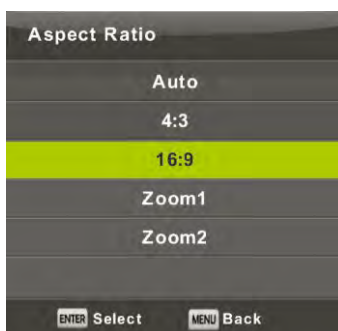 Aspect Ratio
Auto
4:3
16:9
Zoom1
Zoom2
ENTER Select MENU Back